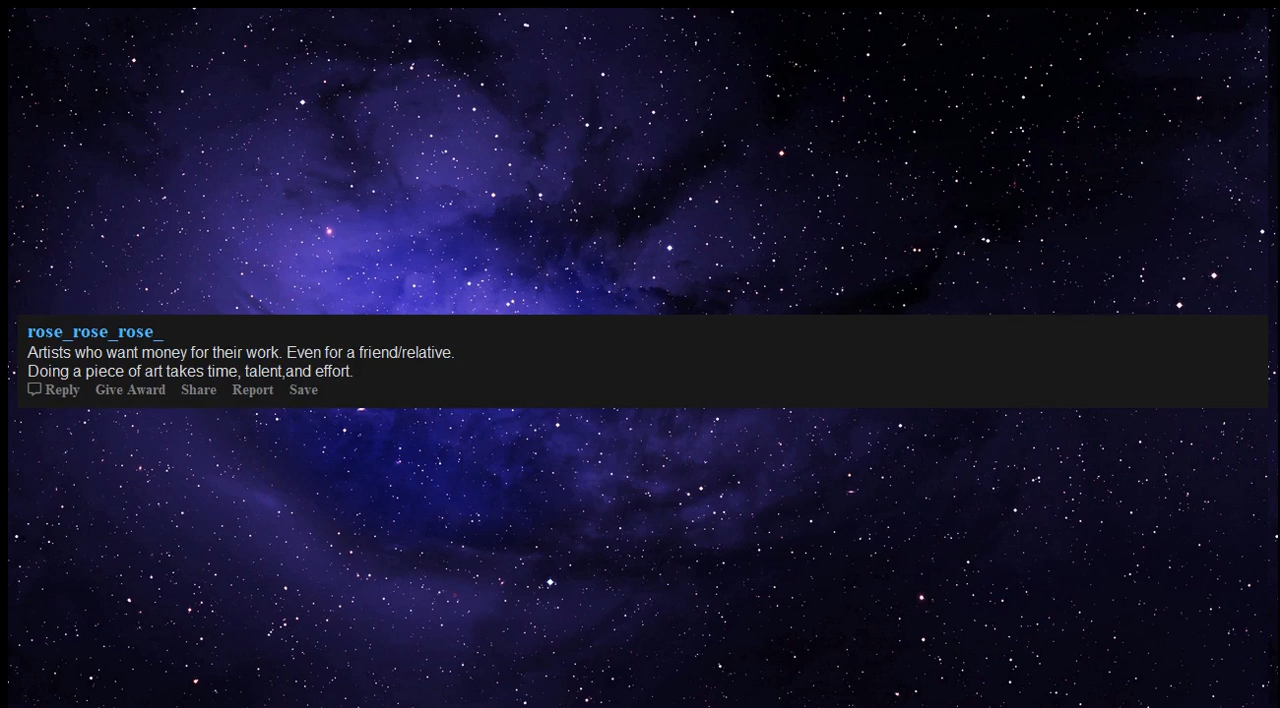 rose_rose_rose_
Artists who want money for their work. Even for a friend/relative.
Doing a piece of art takes time, talent,and effort.
Reply Give Award Share Report Save